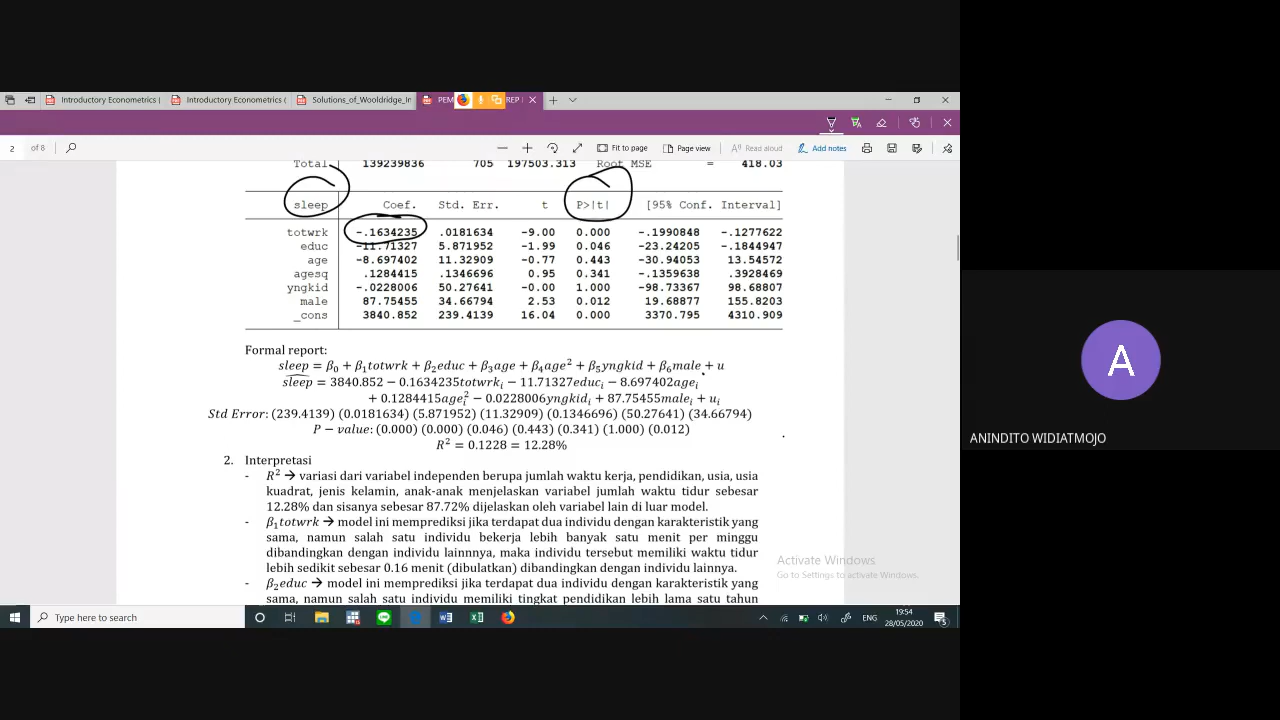 Introductory Econometrics (
Introductory Econometrics (
Solutions_of_Wooldridge_In
PEM
REP
2 of 8
Fit to page
Page view
Read aloud
Add notes
Total 139239836 705 197503.313 Root MSE = 418.03
sleep Coef. Std. Err. t P>|t| [95% Conf. Interval]
totwrk -.1634235 .0181634 -9.00 0.000 -.1990848 -.1277622
educ -11.71327 5.871952 -1.99 0.046 -23.24205 -.1844947
age -8.697402 11.32909 -0.77 0.443 -30.94053 13.54572
agesq .1284415 .1346696 0.95 0.341 -.1359638 .3928469
yngkid -.0228006 50.27641 -0.00 1.000 -98.73367 98.68807
male 87.75455 34.66794 2.53 0.012 19.68877 155.8203
_cons 3840.852 239.4139 16.04 0.000 3370.795 4310.909
Formal report:
sleep = β₀ + β₁totwrk + β₂educ + β₃age + β₄age² + β₅yngkid + β₆male + u
sleep = 3840.852 − 0.1634235totwrkᵢ − 11.71327educᵢ − 8.697402ageᵢ
+ 0.1284415ageᵢ² − 0.0228006yngkidᵢ + 87.75455maleᵢ + uᵢ
Std Error: (239.4139) (0.0181634) (5.871952) (11.32909) (0.1346696) (50.27641) (34.66794)
P − value: (0.000) (0.000) (0.046) (0.443) (0.341) (1.000) (0.012)
R² = 0.1228 = 12.28%
2. Interpretasi
- R² → variasi dari variabel independen berupa jumlah waktu kerja, pendidikan, usia, usia
kuadrat, jenis kelamin, anak-anak menjelaskan variabel jumlah waktu tidur sebesar
12.28% dan sisanya sebesar 87.72% dijelaskan oleh variabel lain di luar model.
- β₁totwrk → model ini memprediksi jika terdapat dua individu dengan karakteristik yang
sama, namun salah satu individu bekerja lebih banyak satu menit per minggu
dibandingkan dengan individu lainnnya, maka individu tersebut memiliki waktu tidur
lebih sedikit sebesar 0.16 menit (dibulatkan) dibandingkan dengan individu lainnya.
- β₂educ → model ini memprediksi jika terdapat dua individu dengan karakteristik yang
sama, namun salah satu individu memiliki tingkat pendidikan lebih lama satu tahun
Activate Windows
Go to Settings to activate Windows.
A
ANINDITO WIDIATMOJO
Type here to search
ENG
19:54
28/05/2020